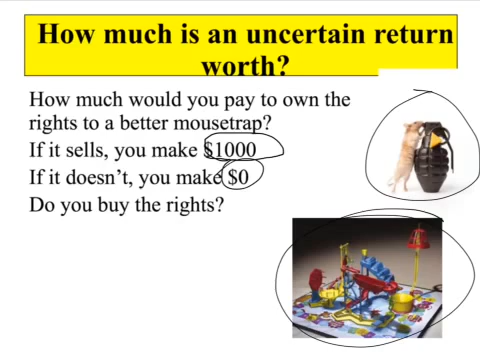 How much is an uncertain return
worth?
How much would you pay to own the
rights to a better mousetrap?
If it sells, you make $1000
If it doesn't, you make $0
Do you buy the rights?